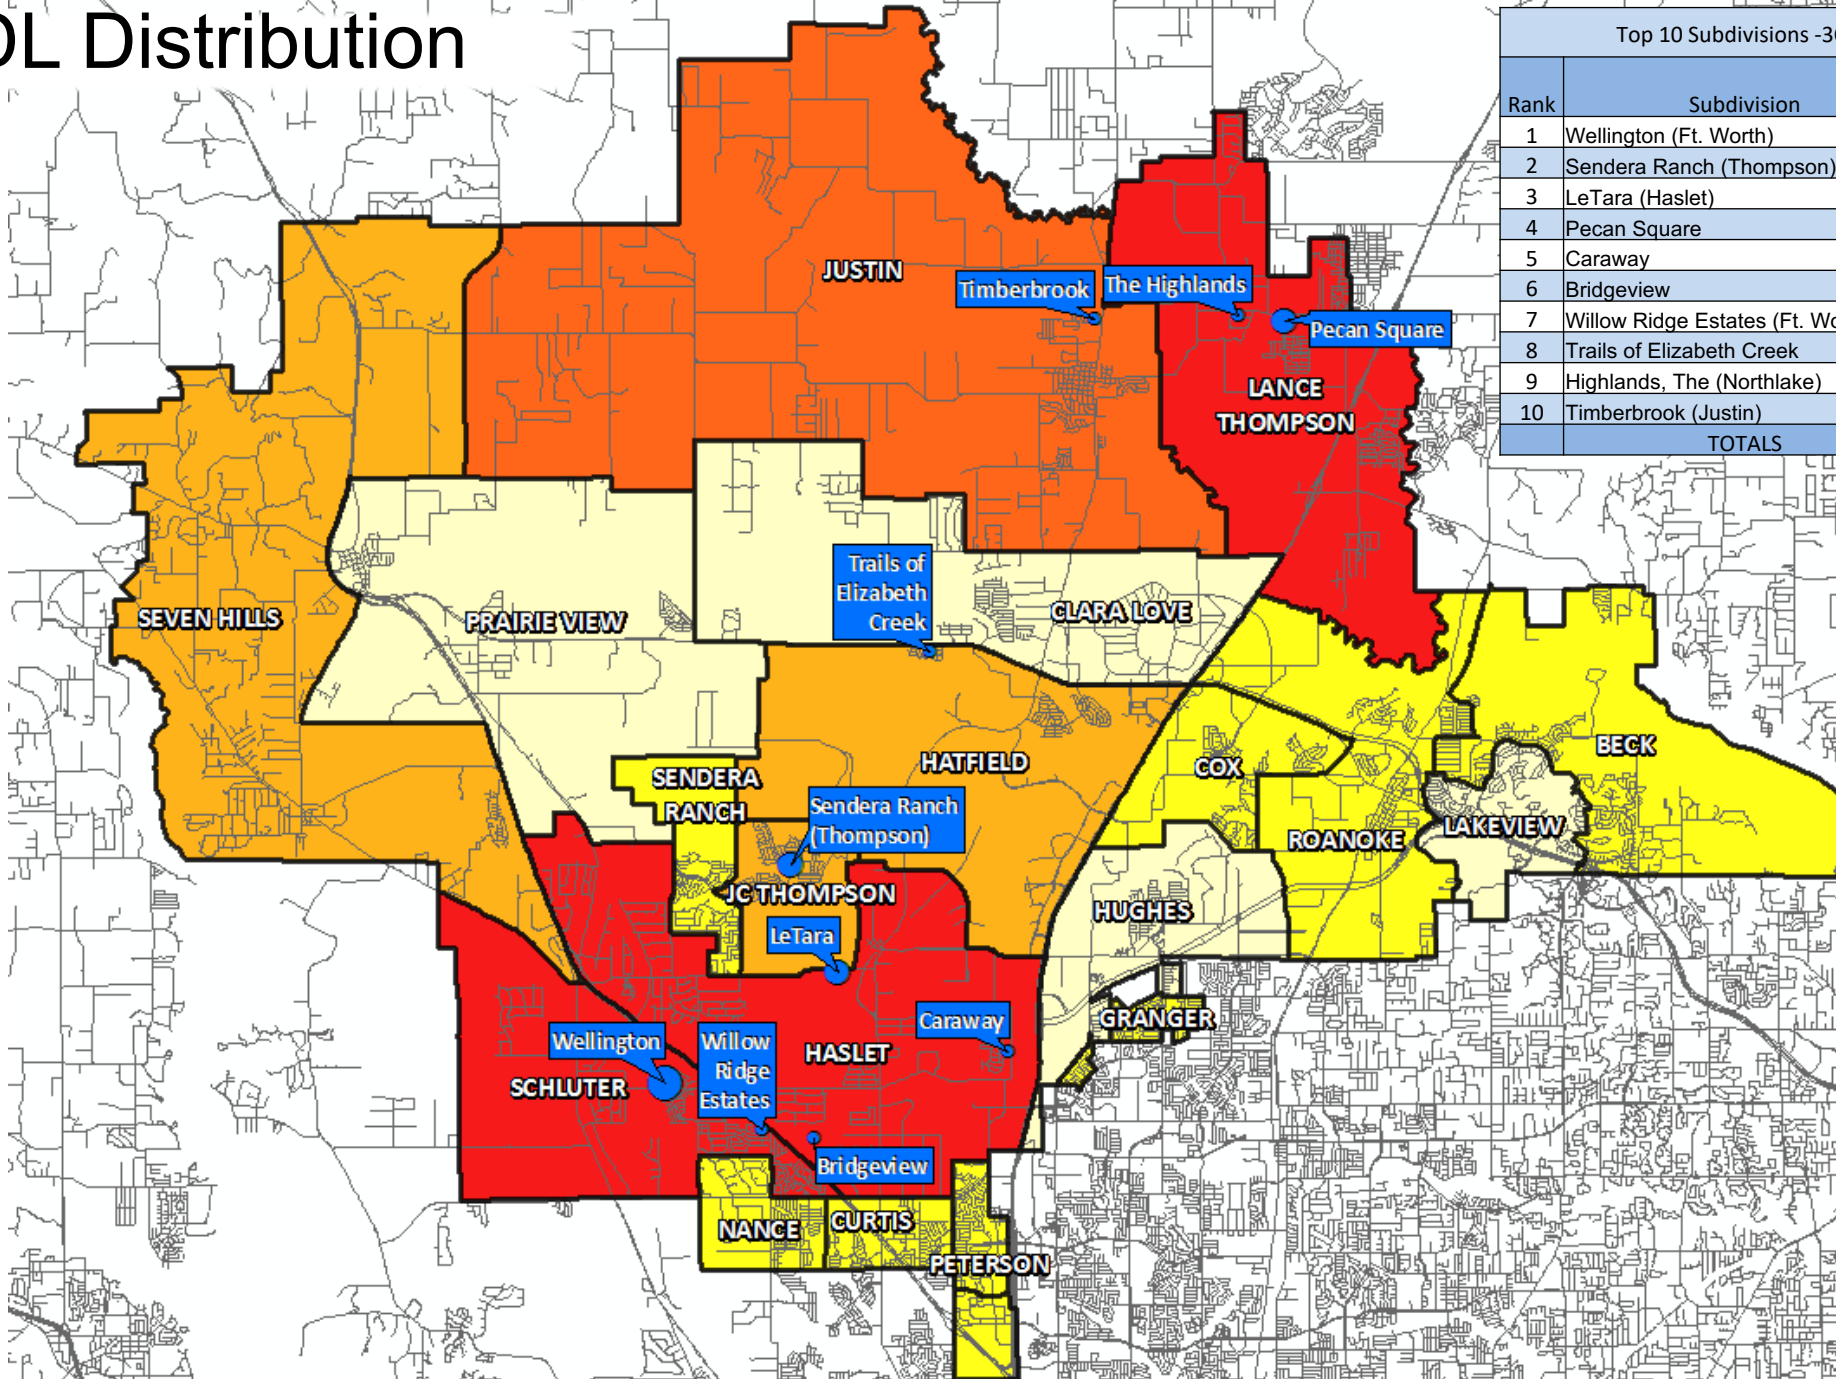 DL Distribution
Top 10 Subdivisions -36
Rank Subdivision
1 Wellington (Ft. Worth)
2 Sendera Ranch (Thompson)
3 LeTara (Haslet)
4 Pecan Square
5 Caraway
6 Bridgeview
7 Willow Ridge Estates (Ft. Wo
8 Trails of Elizabeth Creek
9 Highlands, The (Northlake)
10 Timberbrook (Justin)
TOTALS
JUSTIN
Timberbrook
The Highlands
Pecan Square
LANCE
THOMPSON
Trails of
Elizabeth
Creek
SEVEN HILLS
PRAIRIE VIEW
CLARA LOVE
SENDERA
RANCH
HATFIELD
COX
BECK
Sendera Ranch
(Thompson)
ROANOKE
LAKEVIEW
JC THOMPSON
HUGHES
LeTara
GRANGER
Caraway
Wellington
Willow
Ridge
Estates
HASLET
SCHLUTER
Bridgeview
NANCE
CURTIS
PETERSON